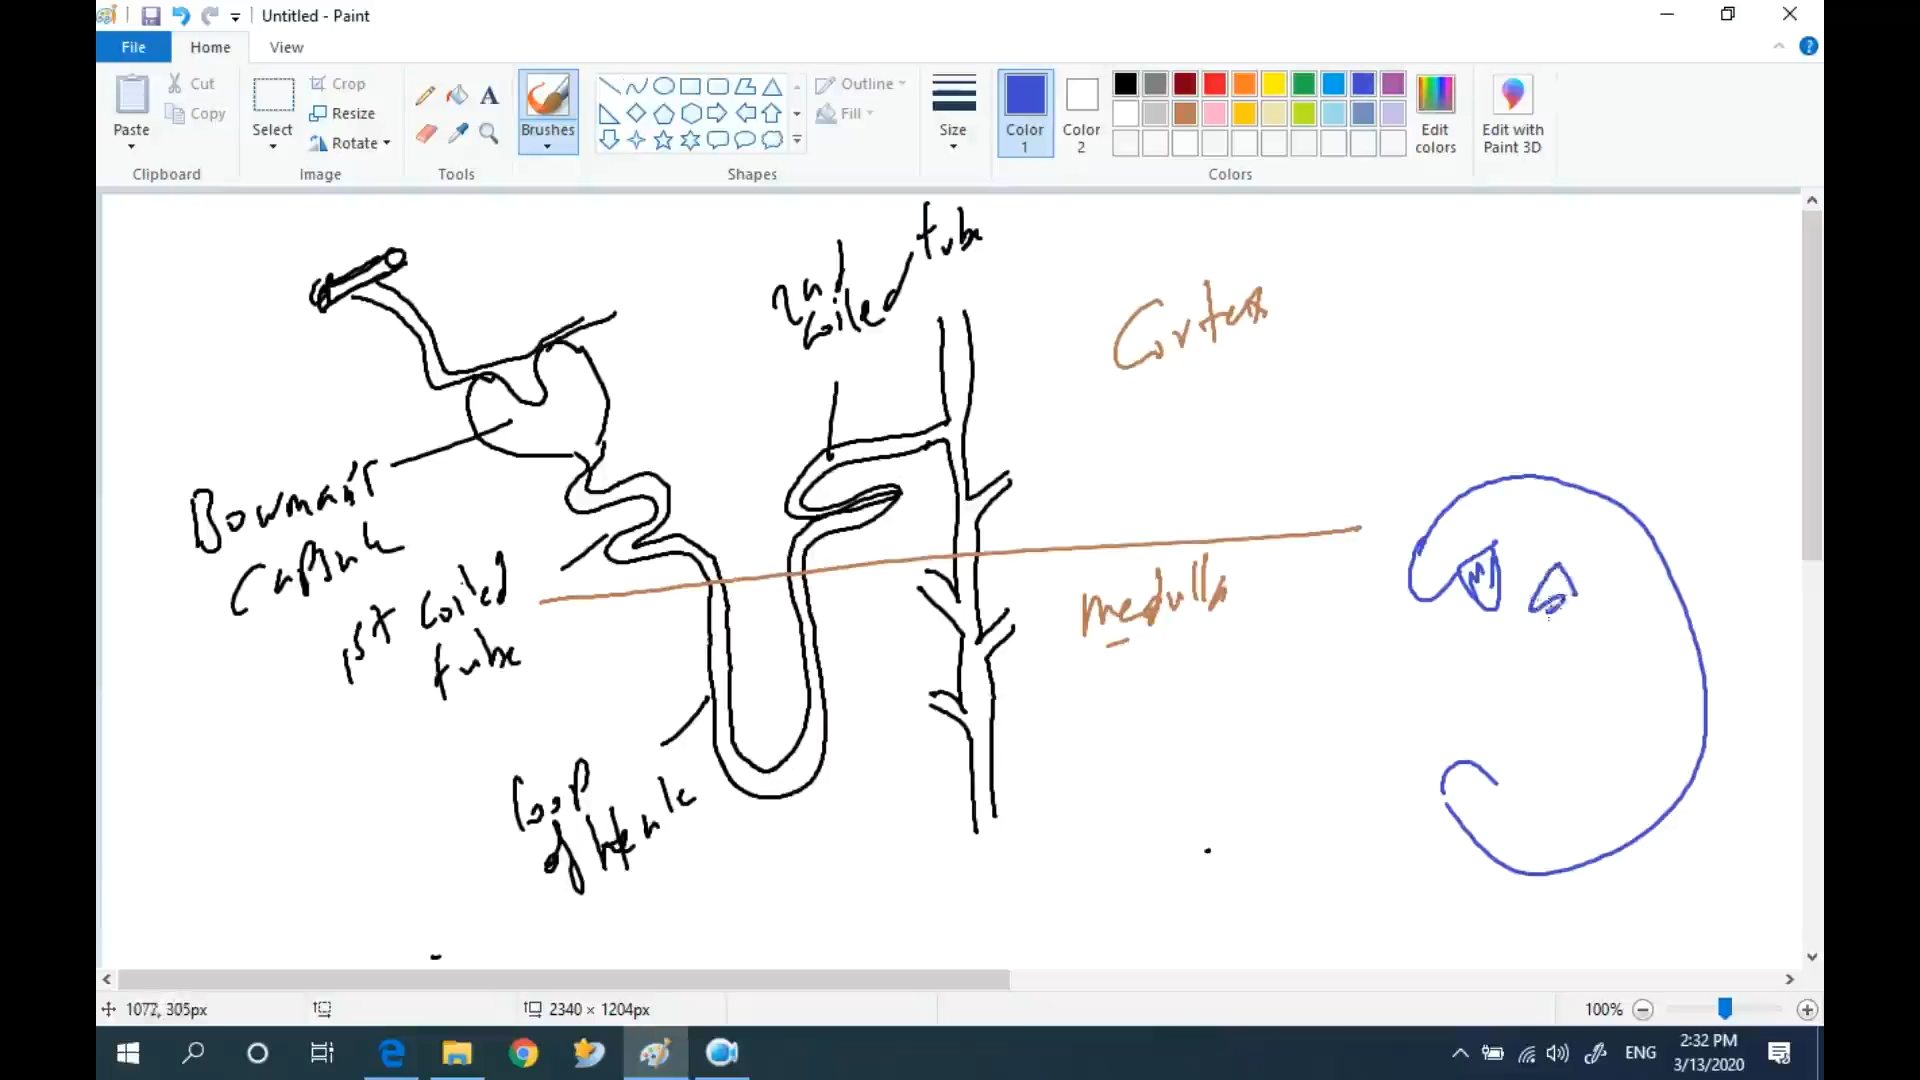 Untitled - Paint
File
Home
View
Paste
Cut
Copy
Clipboard
Select
Crop
Resize
Rotate
Image
Tools
Brushes
Shapes
Outline
Fill
Size
Color
1
Color
2
Edit
colors
Colors
Edit with
Paint 3D
2nd
coiled tube
Cortex
Bowman's
capsule
1st coiled
tube
medulla
Loop
of Henle
1072, 305px
2340 × 1204px
100%
ENG
2:32 PM
3/13/2020